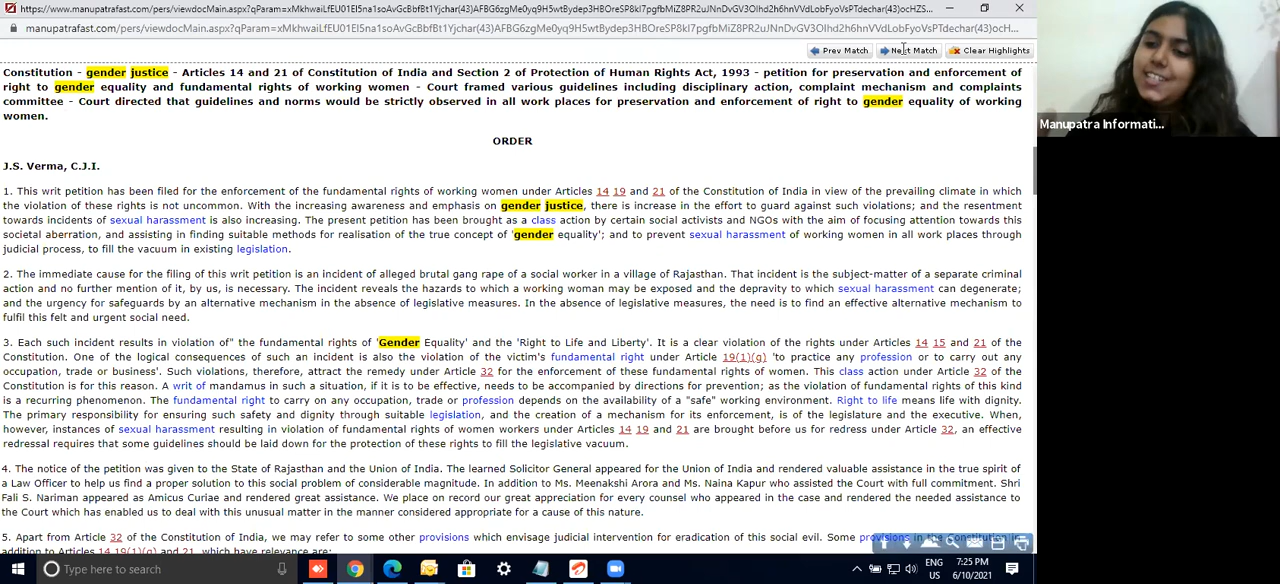 https://www.manupatrafast.com/pers/viewdocMain.aspx?qParam=
manupatrafast.com/pers/viewdocMain.aspx?qParam=
Prev Match Next Match Clear Highlights
Constitution - gender justice - Articles 14 and 21 of Constitution of India and Section 2 of Protection of Human Rights Act, 1993 - petition for preservation and enforcement of
right to gender equality and fundamental rights of working women - Court framed various guidelines including disciplinary action, complaint mechanism and complaints
committee - Court directed that guidelines and norms would be strictly observed in all work places for preservation and enforcement of right to gender equality of working
women.
ORDER
J.S. Verma, C.J.I.
1. This writ petition has been filed for the enforcement of the fundamental rights of working women under Articles 14 19 and 21 of the Constitution of India in view of the prevailing climate in which
the violation of these rights is not uncommon. With the increasing awareness and emphasis on gender justice, there is increase in the effort to guard against such violations; and the resentment
towards incidents of sexual harassment is also increasing. The present petition has been brought as a class action by certain social activists and NGOs with the aim of focusing attention towards this
societal aberration, and assisting in finding suitable methods for realisation of the true concept of 'gender equality'; and to prevent sexual harassment of working women in all work places through
judicial process, to fill the vacuum in existing legislation.
2. The immediate cause for the filing of this writ petition is an incident of alleged brutal gang rape of a social worker in a village of Rajasthan. That incident is the subject-matter of a separate criminal
action and no further mention of it, by us, is necessary. The incident reveals the hazards to which a working woman may be exposed and the depravity to which sexual harassment can degenerate;
and the urgency for safeguards by an alternative mechanism in the absence of legislative measures. In the absence of legislative measures, the need is to find an effective alternative mechanism to
fulfil this felt and urgent social need.
3. Each such incident results in violation of" the fundamental rights of 'Gender Equality' and the 'Right to Life and Liberty'. It is a clear violation of the rights under Articles 14 15 and 21 of the
Constitution. One of the logical consequences of such an incident is also the violation of the victim's fundamental right under Article 19(1)(g) 'to practice any profession or to carry out any
occupation, trade or business'. Such violations, therefore, attract the remedy under Article 32 for the enforcement of these fundamental rights of women. This class action under Article 32 of the
Constitution is for this reason. A writ of mandamus in such a situation, if it is to be effective, needs to be accompanied by directions for prevention; as the violation of fundamental rights of this kind
is a recurring phenomenon. The fundamental right to carry on any occupation, trade or profession depends on the availability of a "safe" working environment. Right to life means life with dignity.
The primary responsibility for ensuring such safety and dignity through suitable legislation, and the creation of a mechanism for its enforcement, is of the legislature and the executive. When,
however, instances of sexual harassment resulting in violation of fundamental rights of women workers under Articles 14 19 and 21 are brought before us for redress under Article 32, an effective
redressal requires that some guidelines should be laid down for the protection of these rights to fill the legislative vacuum.
4. The notice of the petition was given to the State of Rajasthan and the Union of India. The learned Solicitor General appeared for the Union of India and rendered valuable assistance in the true spirit of
a Law Officer to help us find a proper solution to this social problem of considerable magnitude. In addition to Ms. Meenakshi Arora and Ms. Naina Kapur who assisted the Court with full commitment. Shri
Fali S. Nariman appeared as Amicus Curiae and rendered great assistance. We place on record our great appreciation for every counsel who appeared in the case and rendered the needed assistance to
the Court which has enabled us to deal with this unusual matter in the manner considered appropriate for a cause of this nature.
5. Apart from Article 32 of the Constitution of India, we may refer to some other provisions which envisage judicial intervention for eradication of this social evil. Some provisions in the Constitution in
addition to Articles 14 19(1)(g) and 21, which have relevance are:
Manupatra Informati...
Type here to search
ENG 7:25 PM
US 6/10/2021